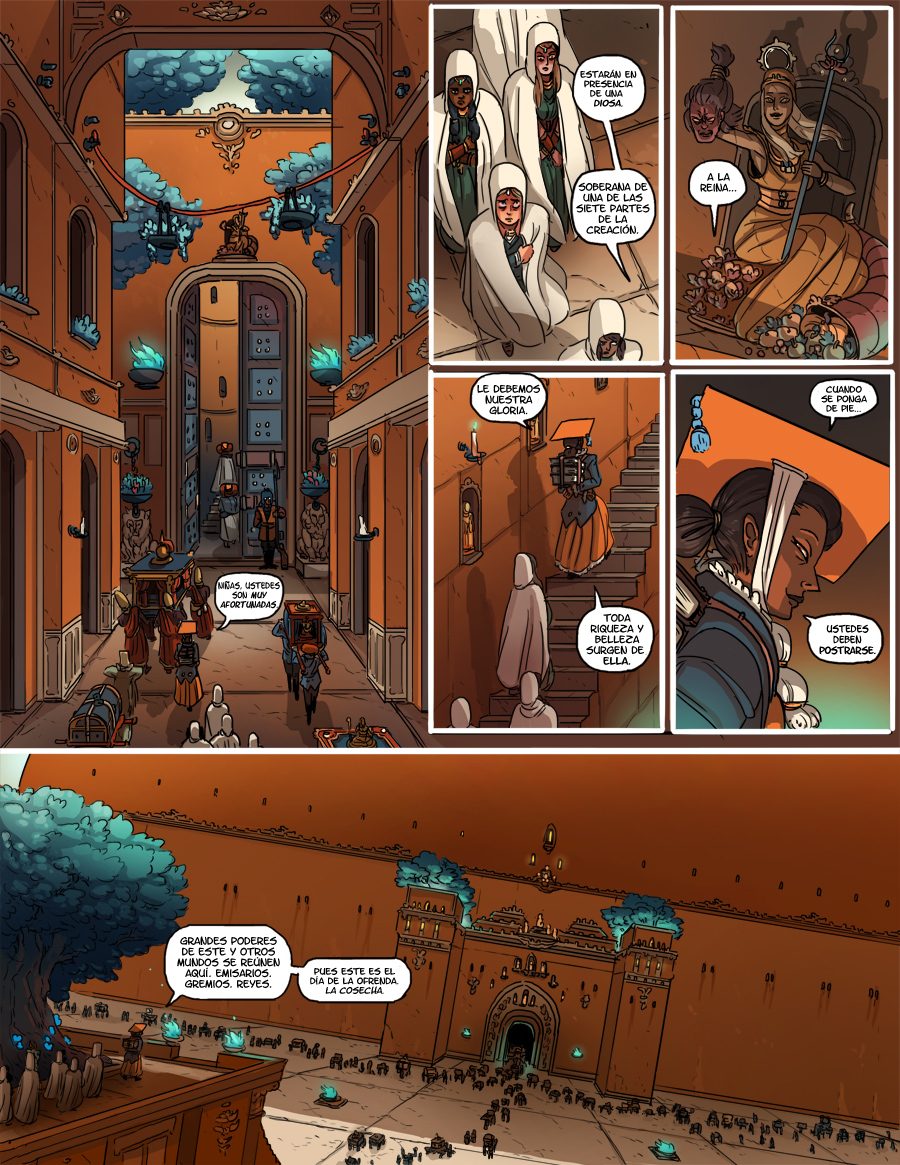 NIÑAS, USTEDES
SON MUY
AFORTUNADAS.
ESTARÁN EN
PRESENCIA
DE UNA
DIOSA.
SOBERANA DE
UNA DE LAS
SIETE PARTES
DE LA
CREACIÓN.
A LA
REINA...
LE DEBEMOS
NUESTRA
GLORIA.
TODA
RIQUEZA Y
BELLEZA
SURGEN DE
ELLA.
CUANDO
SE PONGA
DE PIE...
USTEDES
DEBEN
POSTRARSE.
GRANDES PODERES
DE ESTE Y OTROS
MUNDOS SE REÚNEN
AQUÍ. EMISARIOS.
GREMIOS. REYES.
PUES ESTE ES EL
DÍA DE LA OFRENDA.
LA COSECHA.